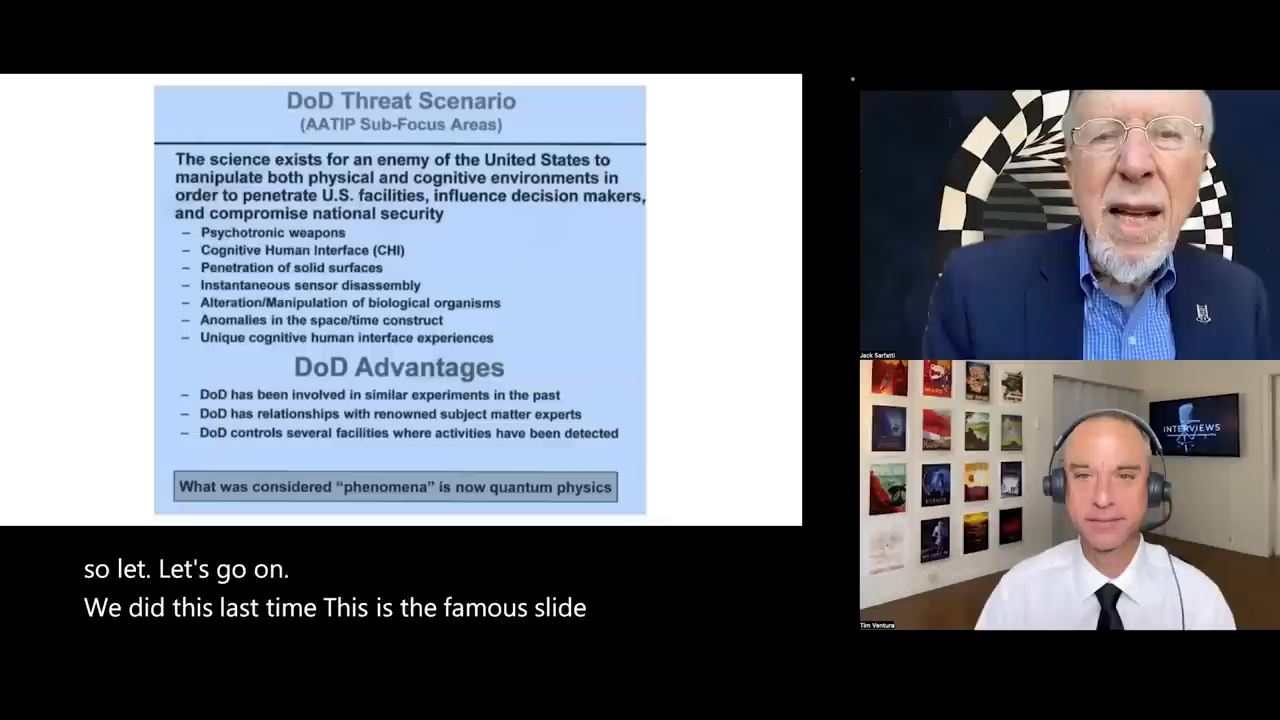 DoD Threat Scenario
(AATIP Sub-Focus Areas)
The science exists for an enemy of the United States to
manipulate both physical and cognitive environments in
order to penetrate U.S. facilities, influence decision makers,
and compromise national security
– Psychotronic weapons
– Cognitive Human Interface (CHI)
– Penetration of solid surfaces
– Instantaneous sensor disassembly
– Alteration/Manipulation of biological organisms
– Anomalies in the space/time construct
– Unique cognitive human interface experiences
DoD Advantages
– DoD has been involved in similar experiments in the past
– DoD has relationships with renowned subject matter experts
– DoD controls several facilities where activities have been detected
What was considered “phenomena” is now quantum physics
so let. Let's go on.
We did this last time This is the famous slide
Jack Sarfatti
INTERVIEWS
Tim Ventura